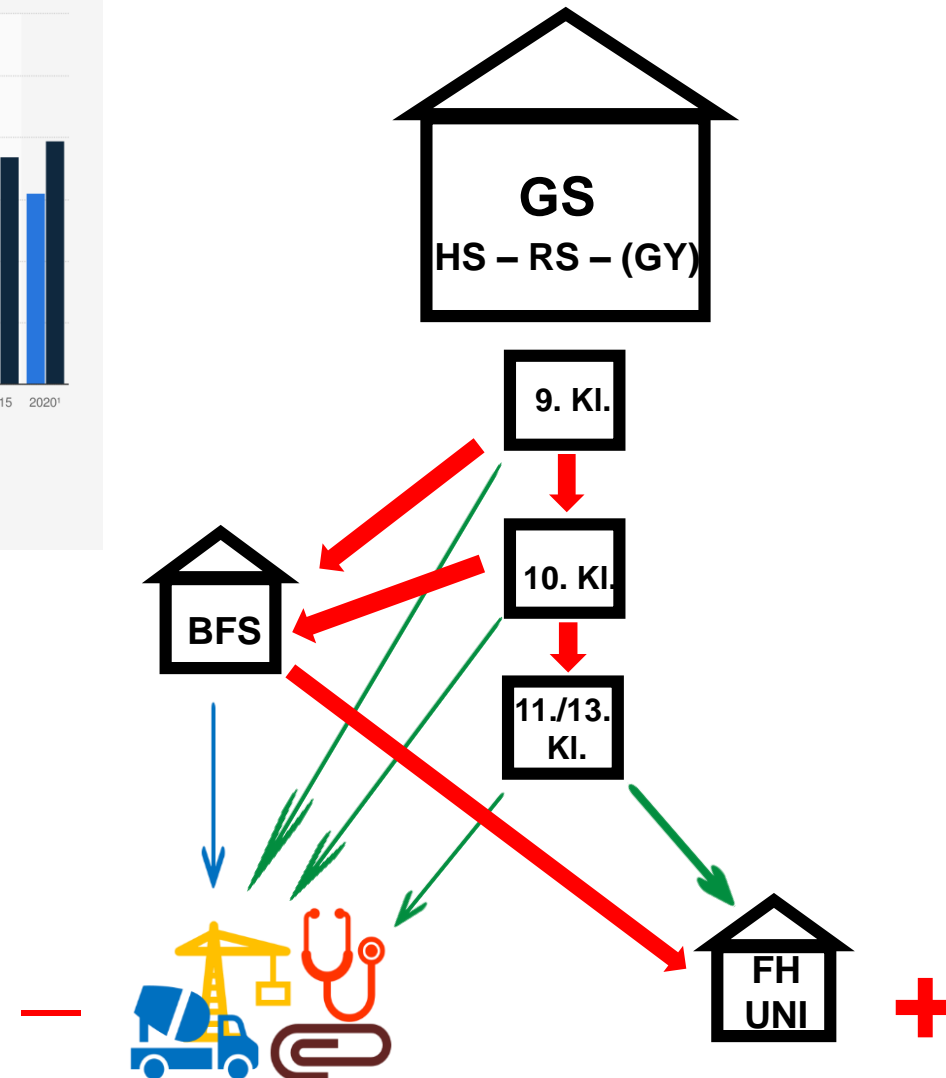 15 2020¹
GS
HS – RS – (GY)
9. Kl.
10. Kl.
BFS
11./13.
Kl.
FH
UNI
– +